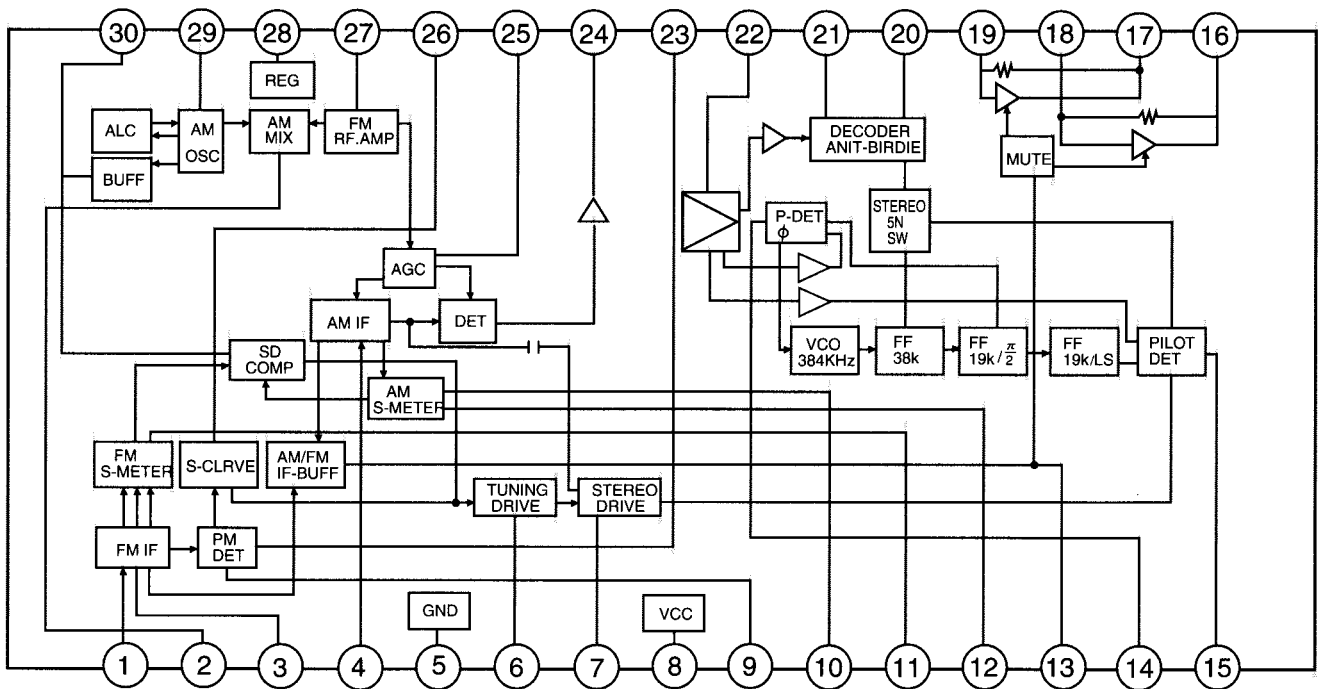 30 29 28 27 26 25 24 23 22 21 20 19 18 17 16
REG
ALC
AM
OSC
AM
MIX
FM
RF.AMP
DECODER
ANIT-BIRDIE
MUTE
BUFF
STEREO
5N
SW
P-DET
ϕ
AGC
AM IF
DET
SD
COMP
VCO
384KHz
FF
38k
FF
19k/π/2
FF
19k/LS
PILOT
DET
AM
S-METER
FM
S-METER
S-CLRVE
AM/FM
IF-BUFF
TUNING
DRIVE
STEREO
DRIVE
FM IF
PM
DET
GND
VCC
1 2 3 4 5 6 7 8 9 10 11 12 13 14 15